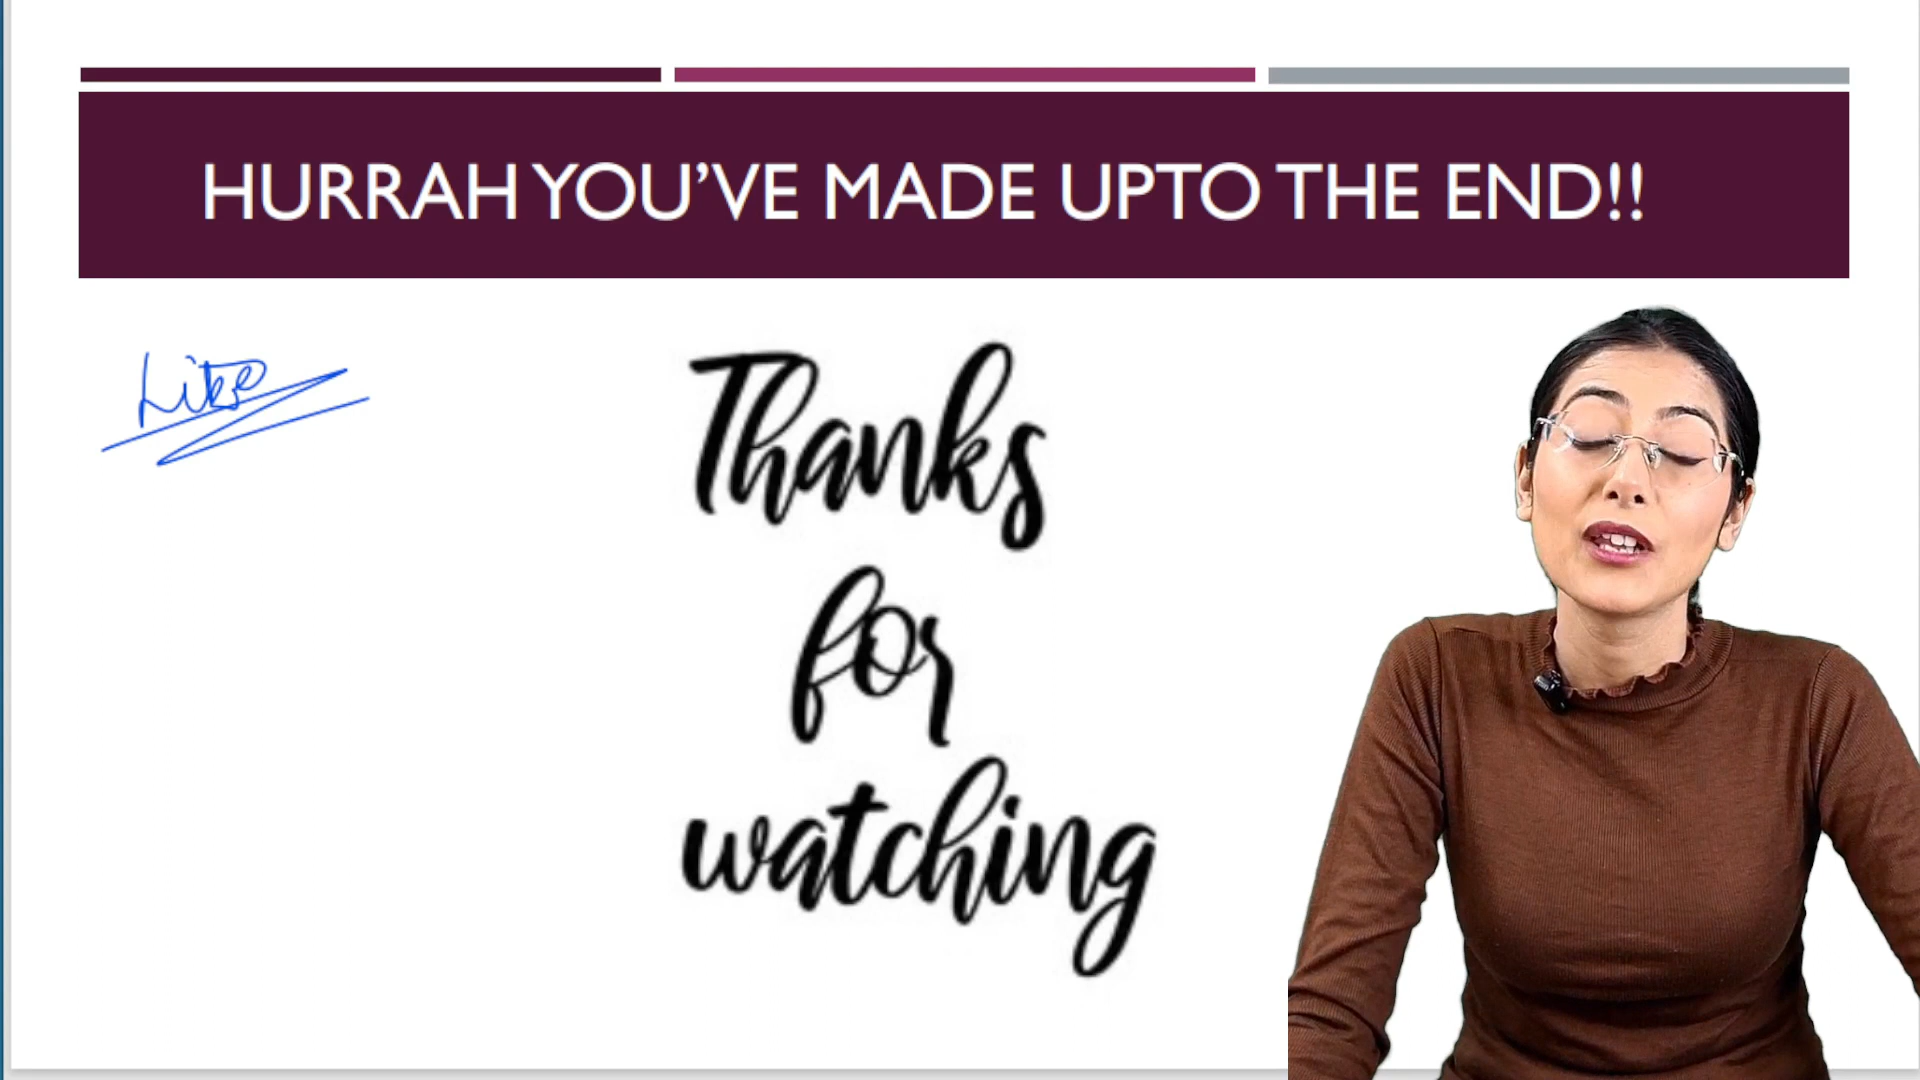 HURRAH YOU’VE MADE UPTO THE END!!
Like
Thanks
for
watching